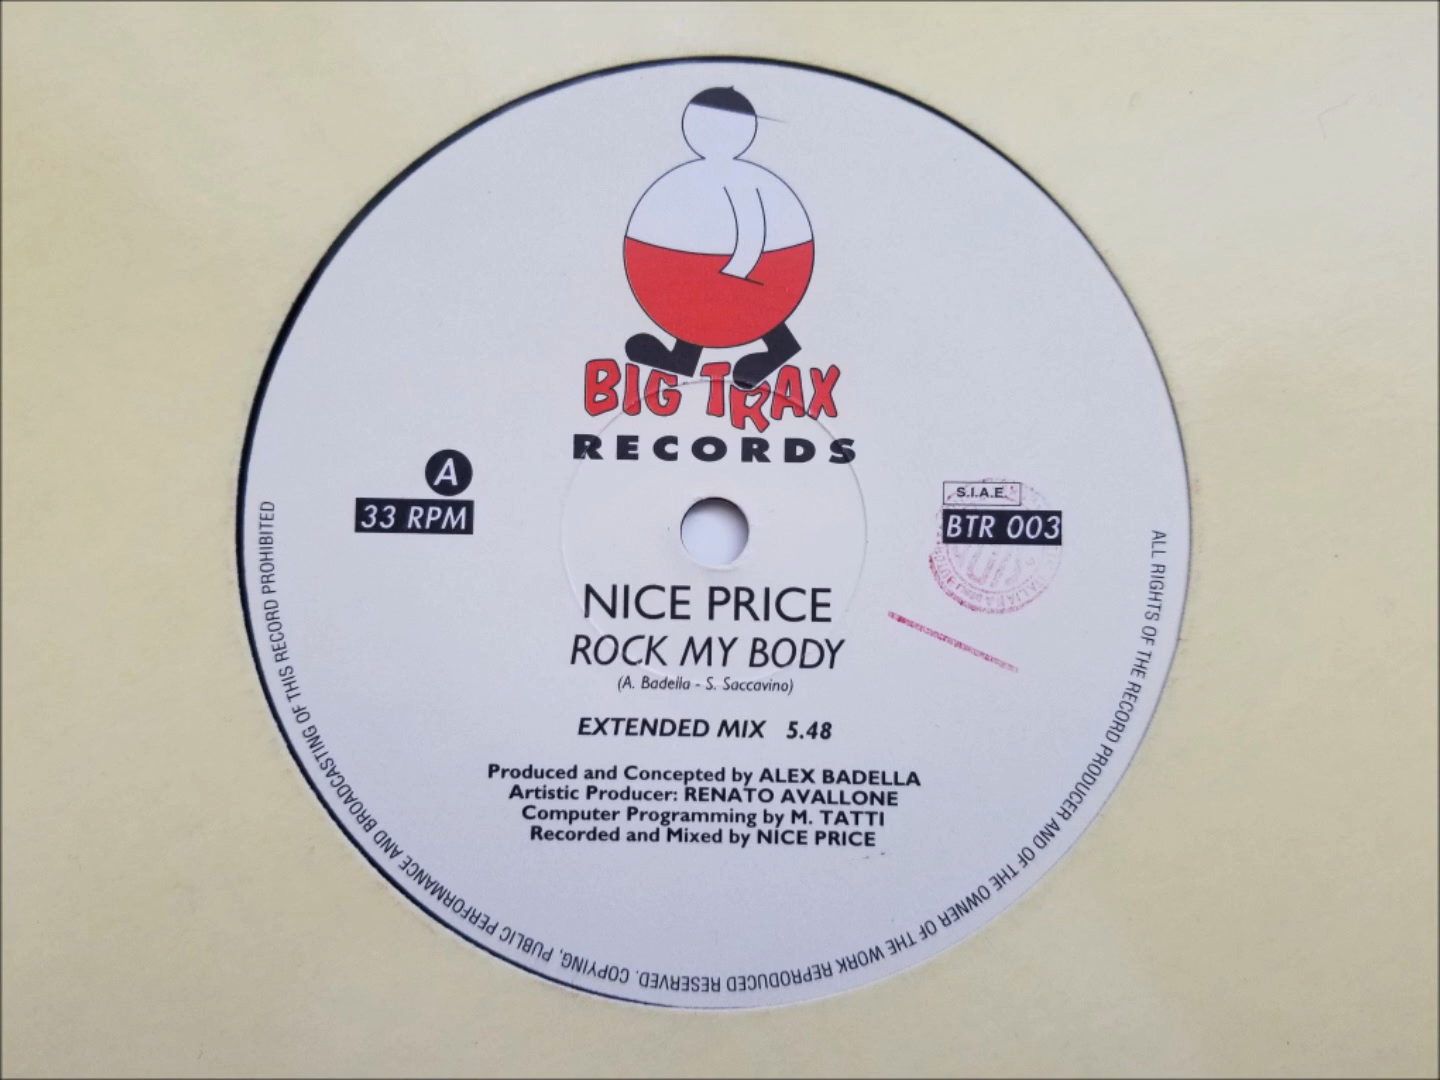 BIG TRAX
RECORDS
A
33 RPM
S.I.A.E.
BTR 003
NICE PRICE
ROCK MY BODY
(A. Badella - S. Saccavino)
EXTENDED MIX 5.48
Produced and Concepted by ALEX BADELLA
Artistic Producer: RENATO AVALLONE
Computer Programming by M. TATTI
Recorded and Mixed by NICE PRICE
ALL RIGHTS OF THE RECORD PRODUCER AND OF THE OWNER OF THE WORK REPRODUCED RESERVED. COPYING, PUBLIC PERFORMANCE AND BROADCASTING OF THIS RECORD PROHIBITED